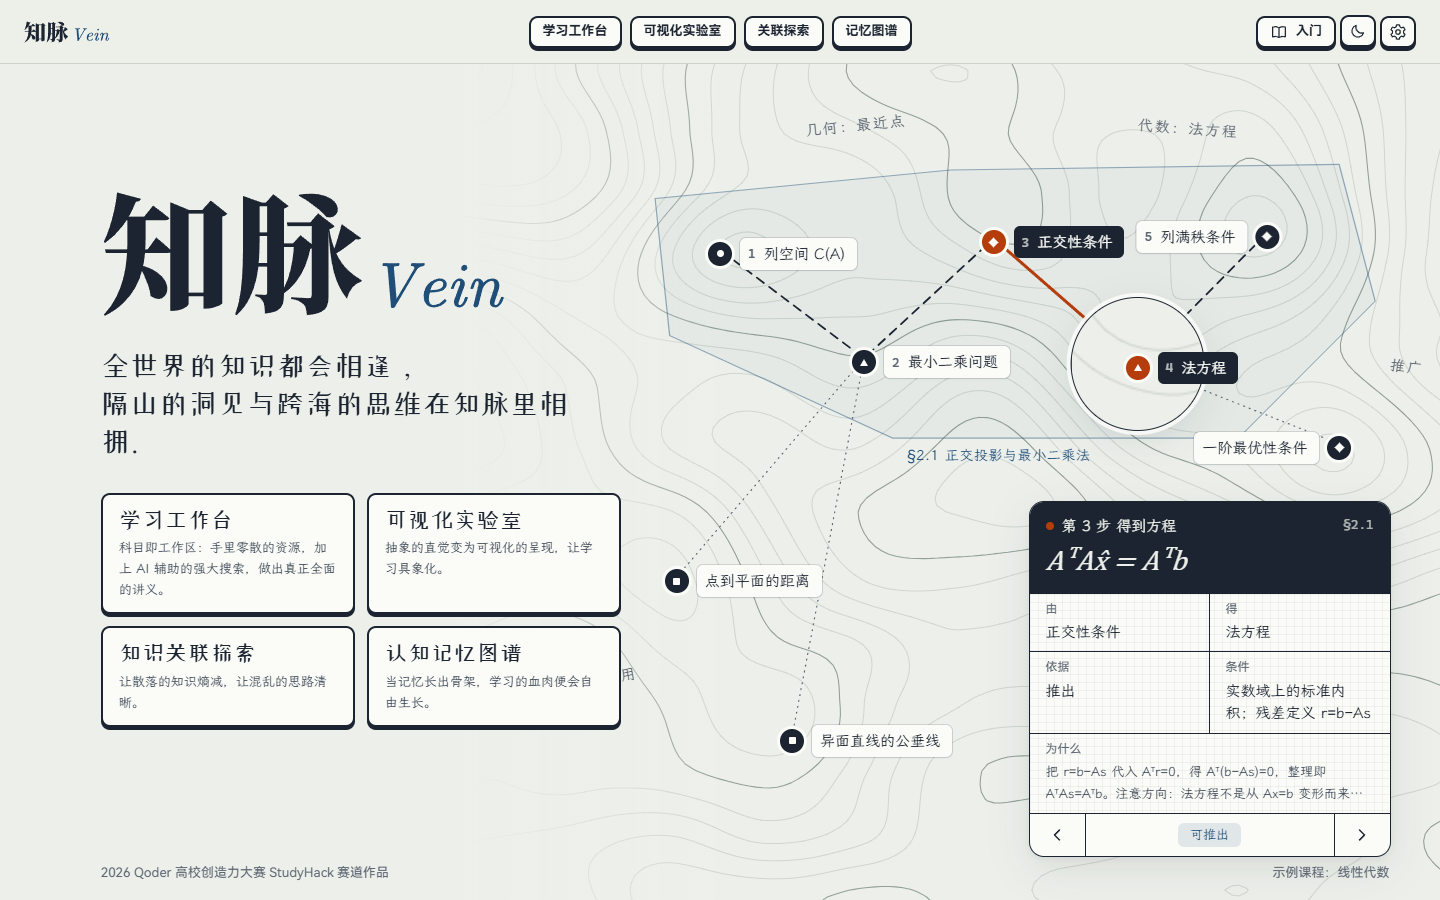 知脉 Vein
学习工作台
可视化实验室
关联探索
记忆图谱
入门
几何：最近点
代数：法方程
知脉 Vein
全世界的知识都会相逢，
隔山的洞见与跨海的思维在知脉里相
拥.
学习工作台
科目即工作区：手里零散的资源，加
上 AI 辅助的强大搜索，做出真正全面
的讲义。
可视化实验室
抽象的直觉变为可视化的呈现，让学
习具象化。
知识关联探索
让散落的知识熵减，让混乱的思路清
晰。
认知记忆图谱
当记忆长出骨架，学习的血肉便会自
由生长。
1 列空间 C(A)
3 正交性条件
5 列满秩条件
2 最小二乘问题
4 法方程
推广
一阶最优性条件
§2.1 正交投影与最小二乘法
点到平面的距离
用
异面直线的公垂线
第 3 步 得到方程
§2.1
AᵀAx̂ = Aᵀb
由
正交性条件
得
法方程
依据
推出
条件
实数域上的标准内
积；残差定义 r=b−As
为什么
把 r=b−As 代入 Aᵀr=0，得 Aᵀ(b−As)=0，整理即
AᵀAs=Aᵀb。注意方向：法方程不是从 Ax=b 变形而来…
可推出
2026 Qoder 高校创造力大赛 StudyHack 赛道作品
示例课程：线性代数